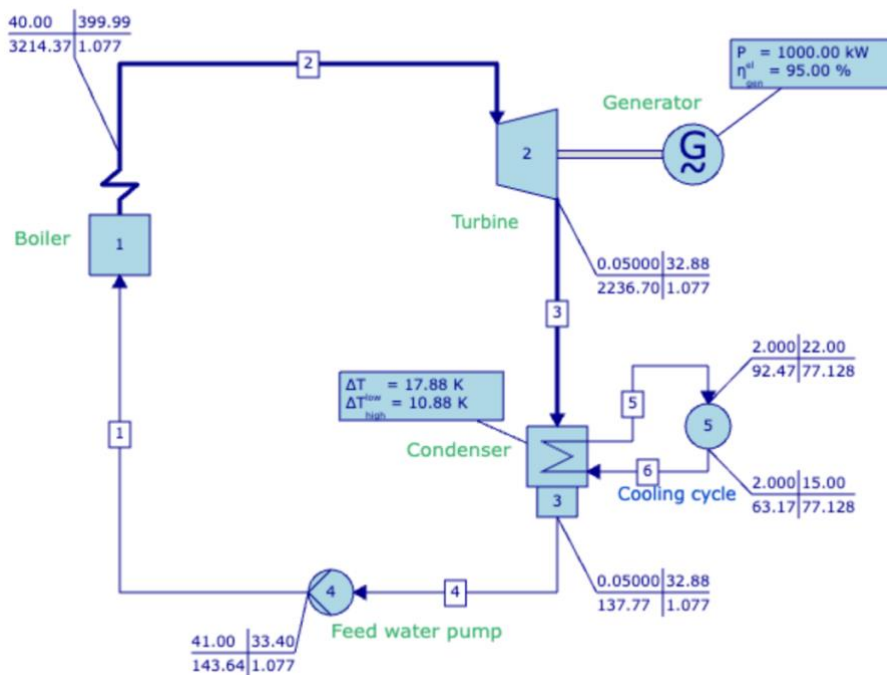 40.00 399.99
3214.37 1.077
2
P = 1000.00 kW
η el gen = 95.00 %
Generator
G
~
2
Boiler
1
Turbine
0.05000 32.88
2236.70 1.077
3
2.000 22.00
92.47 77.128
ΔT low = 17.88 K
ΔT high = 10.88 K
5
5
1
Condenser
6
Cooling cycle
2.000 15.00
63.17 77.128
3
0.05000 32.88
137.77 1.077
4
4
Feed water pump
41.00 33.40
143.64 1.077